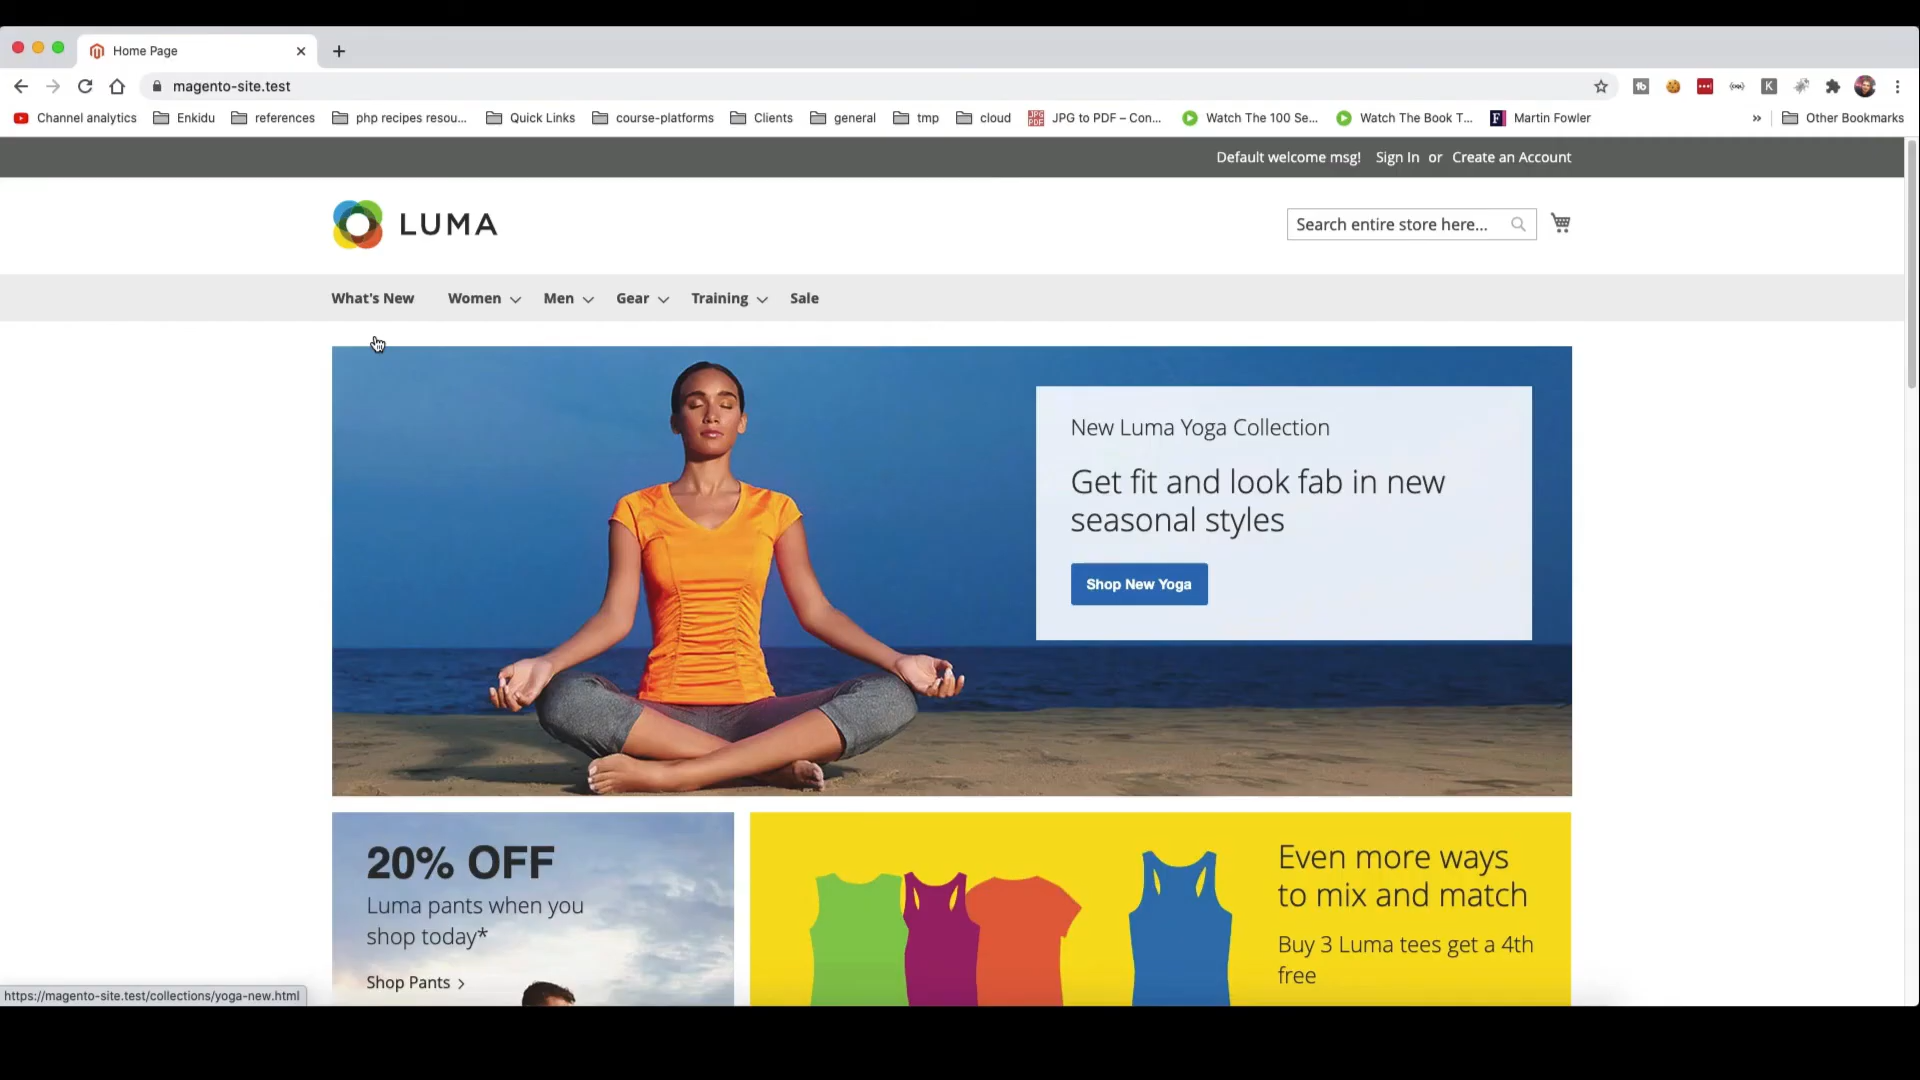 Home Page
magento-site.test
Channel analytics Enkidu references php recipes resou... Quick Links course-platforms Clients general tmp cloud JPG to PDF – Con... Watch The 100 Se... Watch The Book T... Martin Fowler » Other Bookmarks
Default welcome msg! Sign In or Create an Account
LUMA
Search entire store here...
What's New Women Men Gear Training Sale
New Luma Yoga Collection
Get fit and look fab in new
seasonal styles
Shop New Yoga
20% OFF
Luma pants when you
shop today*
Shop Pants >
Even more ways
to mix and match
Buy 3 Luma tees get a 4th
free
https://magento-site.test/collections/yoga-new.html